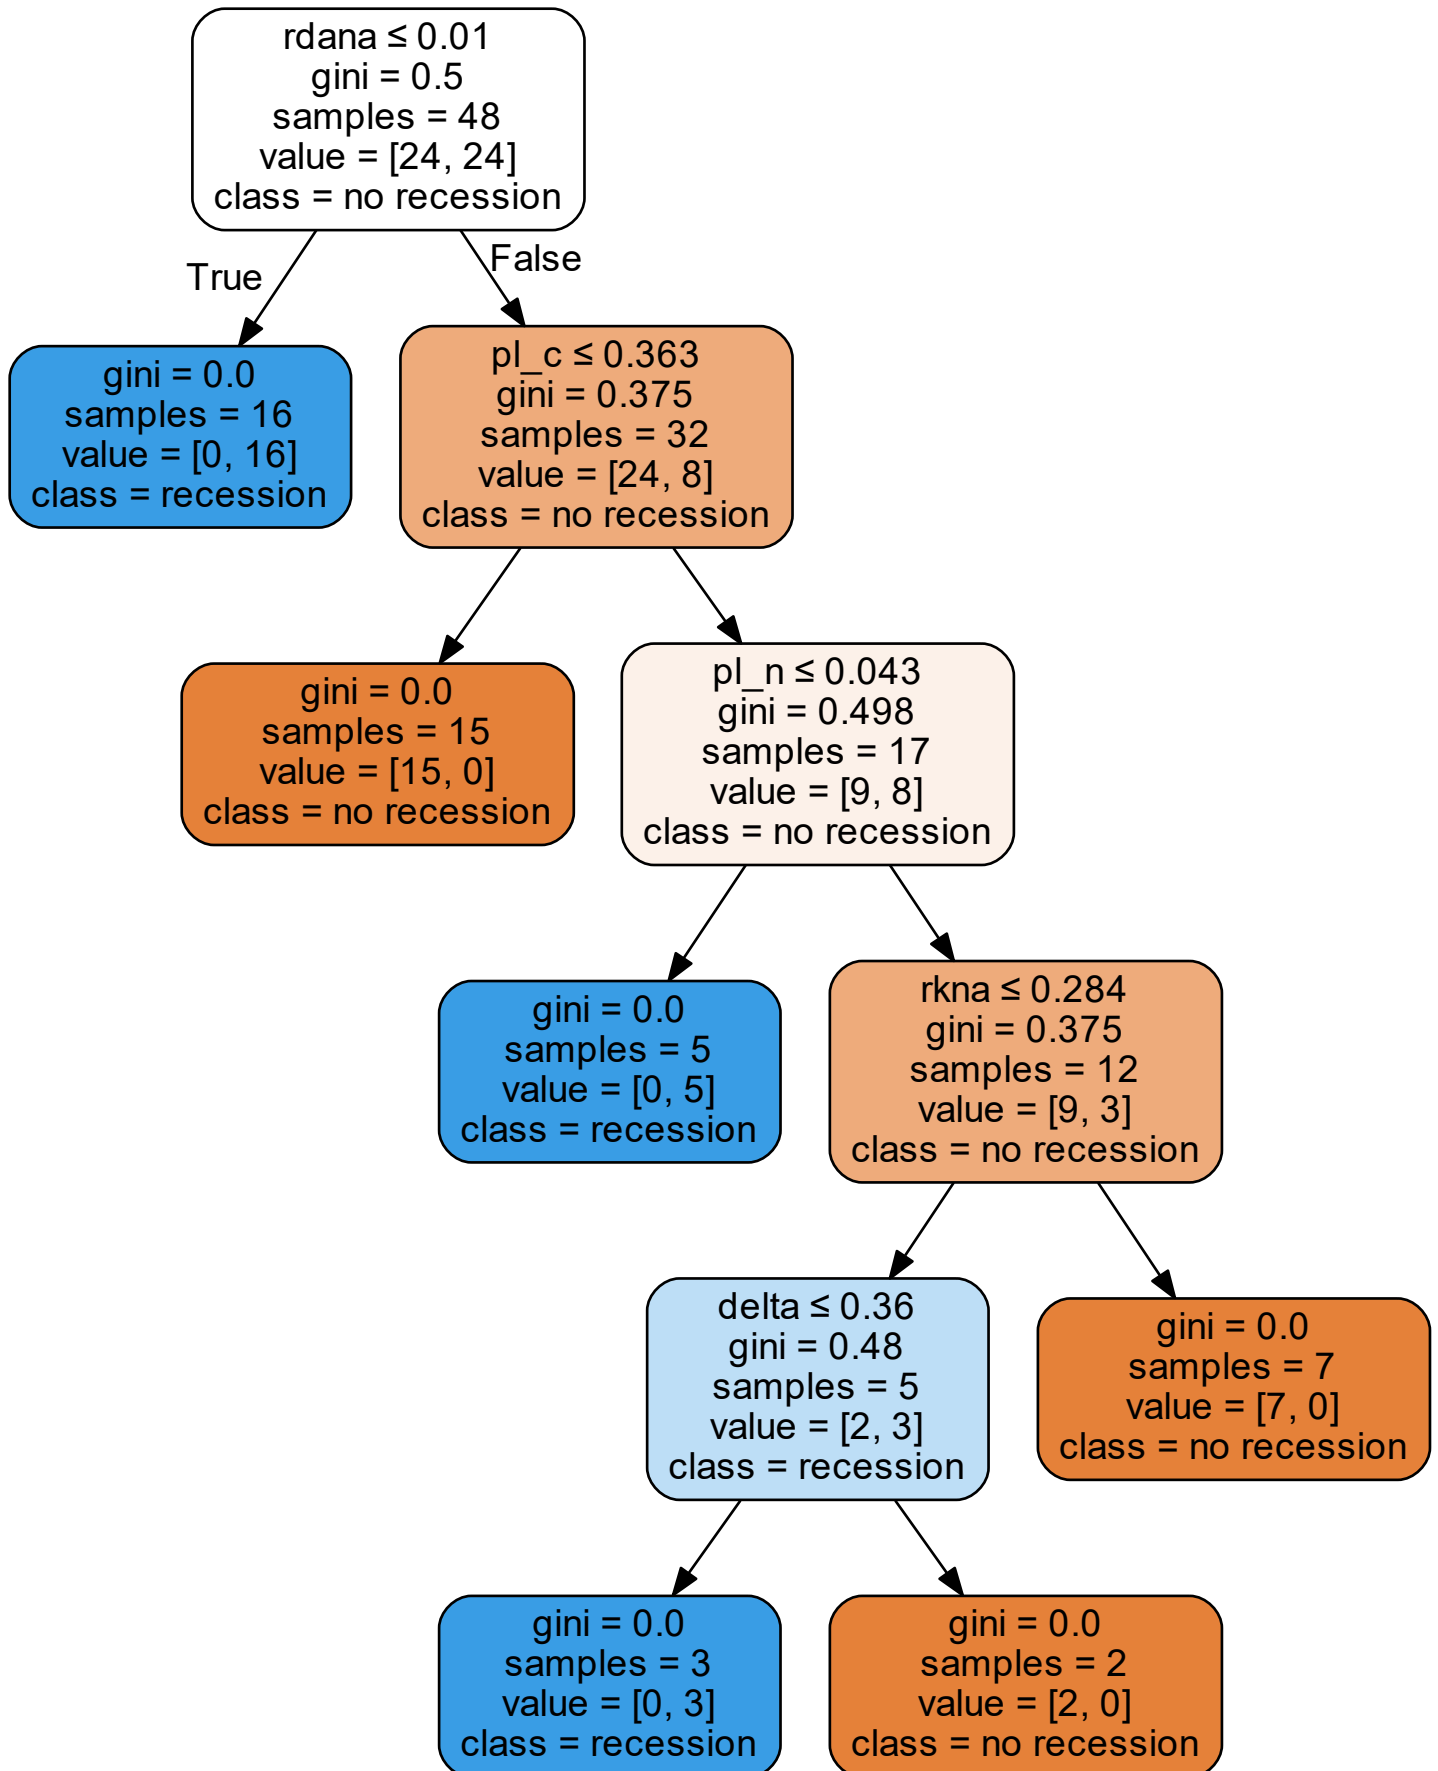 rdana ≤ 0.01
gini = 0.5
samples = 48
value = [24, 24]
class = no recession
True
False
gini = 0.0
samples = 16
value = [0, 16]
class = recession
pl_c ≤ 0.363
gini = 0.375
samples = 32
value = [24, 8]
class = no recession
gini = 0.0
samples = 15
value = [15, 0]
class = no recession
pl_n ≤ 0.043
gini = 0.498
samples = 17
value = [9, 8]
class = no recession
gini = 0.0
samples = 5
value = [0, 5]
class = recession
rkna ≤ 0.284
gini = 0.375
samples = 12
value = [9, 3]
class = no recession
delta ≤ 0.36
gini = 0.48
samples = 5
value = [2, 3]
class = recession
gini = 0.0
samples = 7
value = [7, 0]
class = no recession
gini = 0.0
samples = 3
value = [0, 3]
class = recession
gini = 0.0
samples = 2
value = [2, 0]
class = no recession